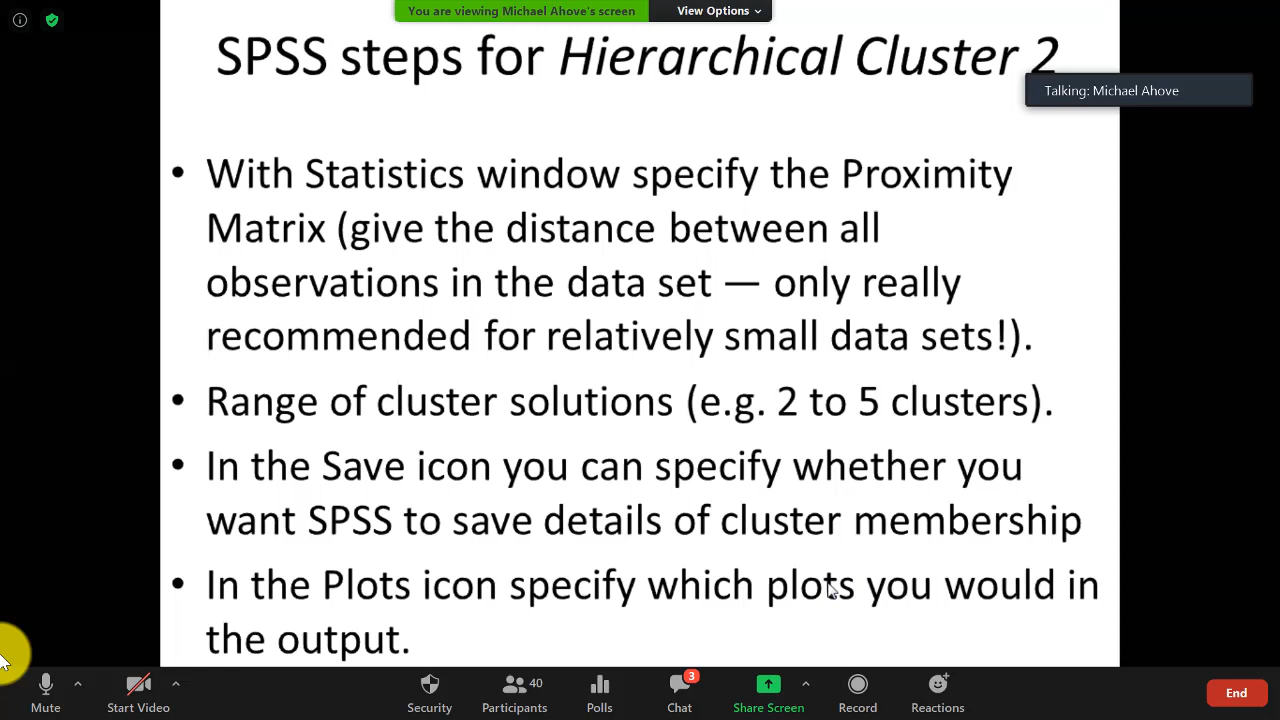 You are viewing Michael Ahove's screen
View Options
SPSS steps for Hierarchical Cluster 2
Talking: Michael Ahove
• With Statistics window specify the Proximity
Matrix (give the distance between all
observations in the data set — only really
recommended for relatively small data sets!).
• Range of cluster solutions (e.g. 2 to 5 clusters).
• In the Save icon you can specify whether you
want SPSS to save details of cluster membership
• In the Plots icon specify which plots you would in
the output.
40
3
Mute
Start Video
Security
Participants
Polls
Chat
Share Screen
Record
Reactions
End